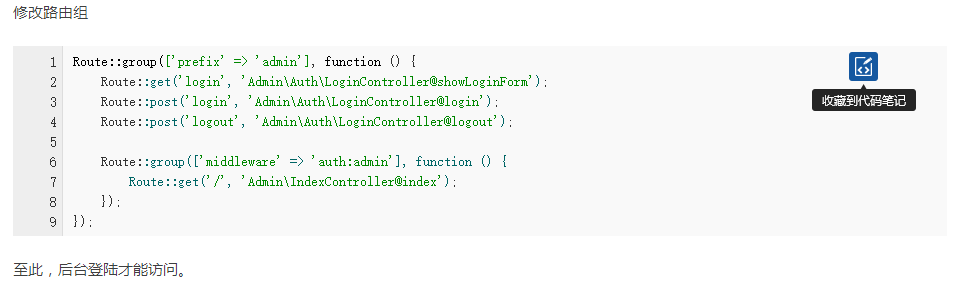 修改路由组
1 Route::group(['prefix' => 'admin'], function () {
2     Route::get('login', 'Admin\Auth\LoginController@showLoginForm');
3     Route::post('login', 'Admin\Auth\LoginController@login');
4     Route::post('logout', 'Admin\Auth\LoginController@logout');
5
6     Route::group(['middleware' => 'auth:admin'], function () {
7         Route::get('/', 'Admin\IndexController@index');
8     });
9 });
收藏到代码笔记
至此，后台登陆才能访问。